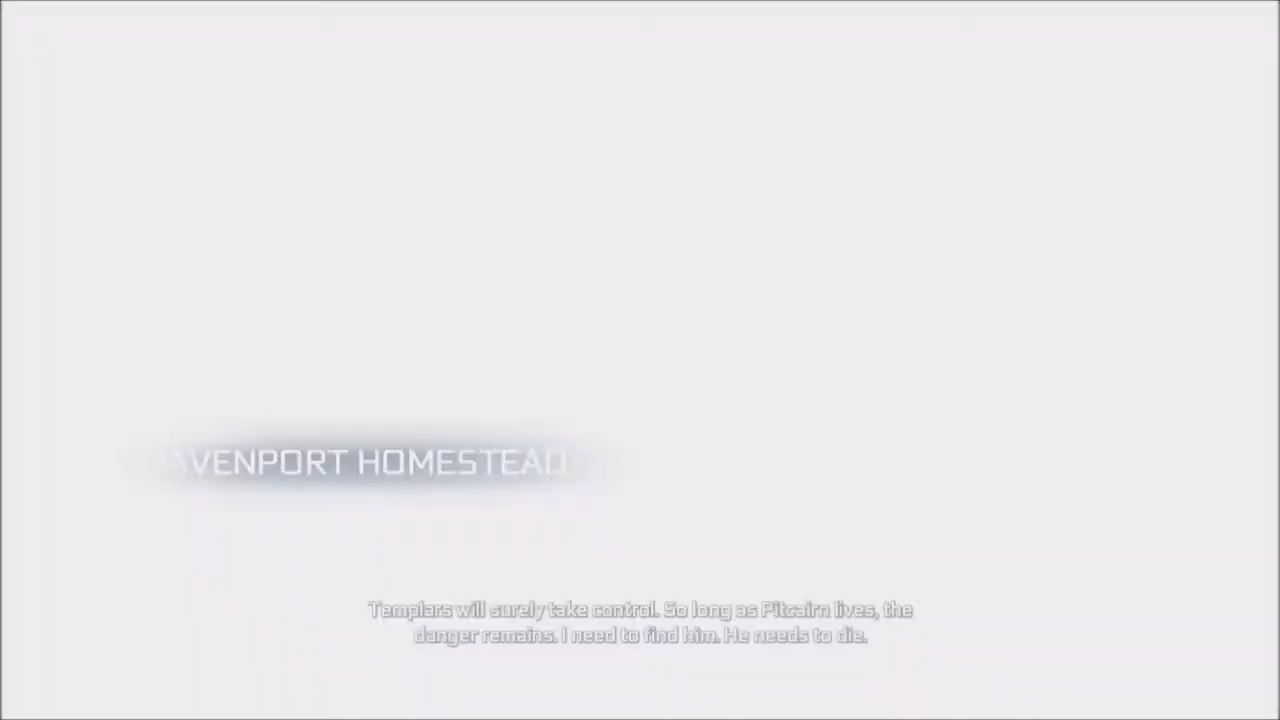 AVENPORT HOMESTEAD
Templars will surely take control. So long as Pitcairn lives, the
danger remains. I need to find him. He needs to die.